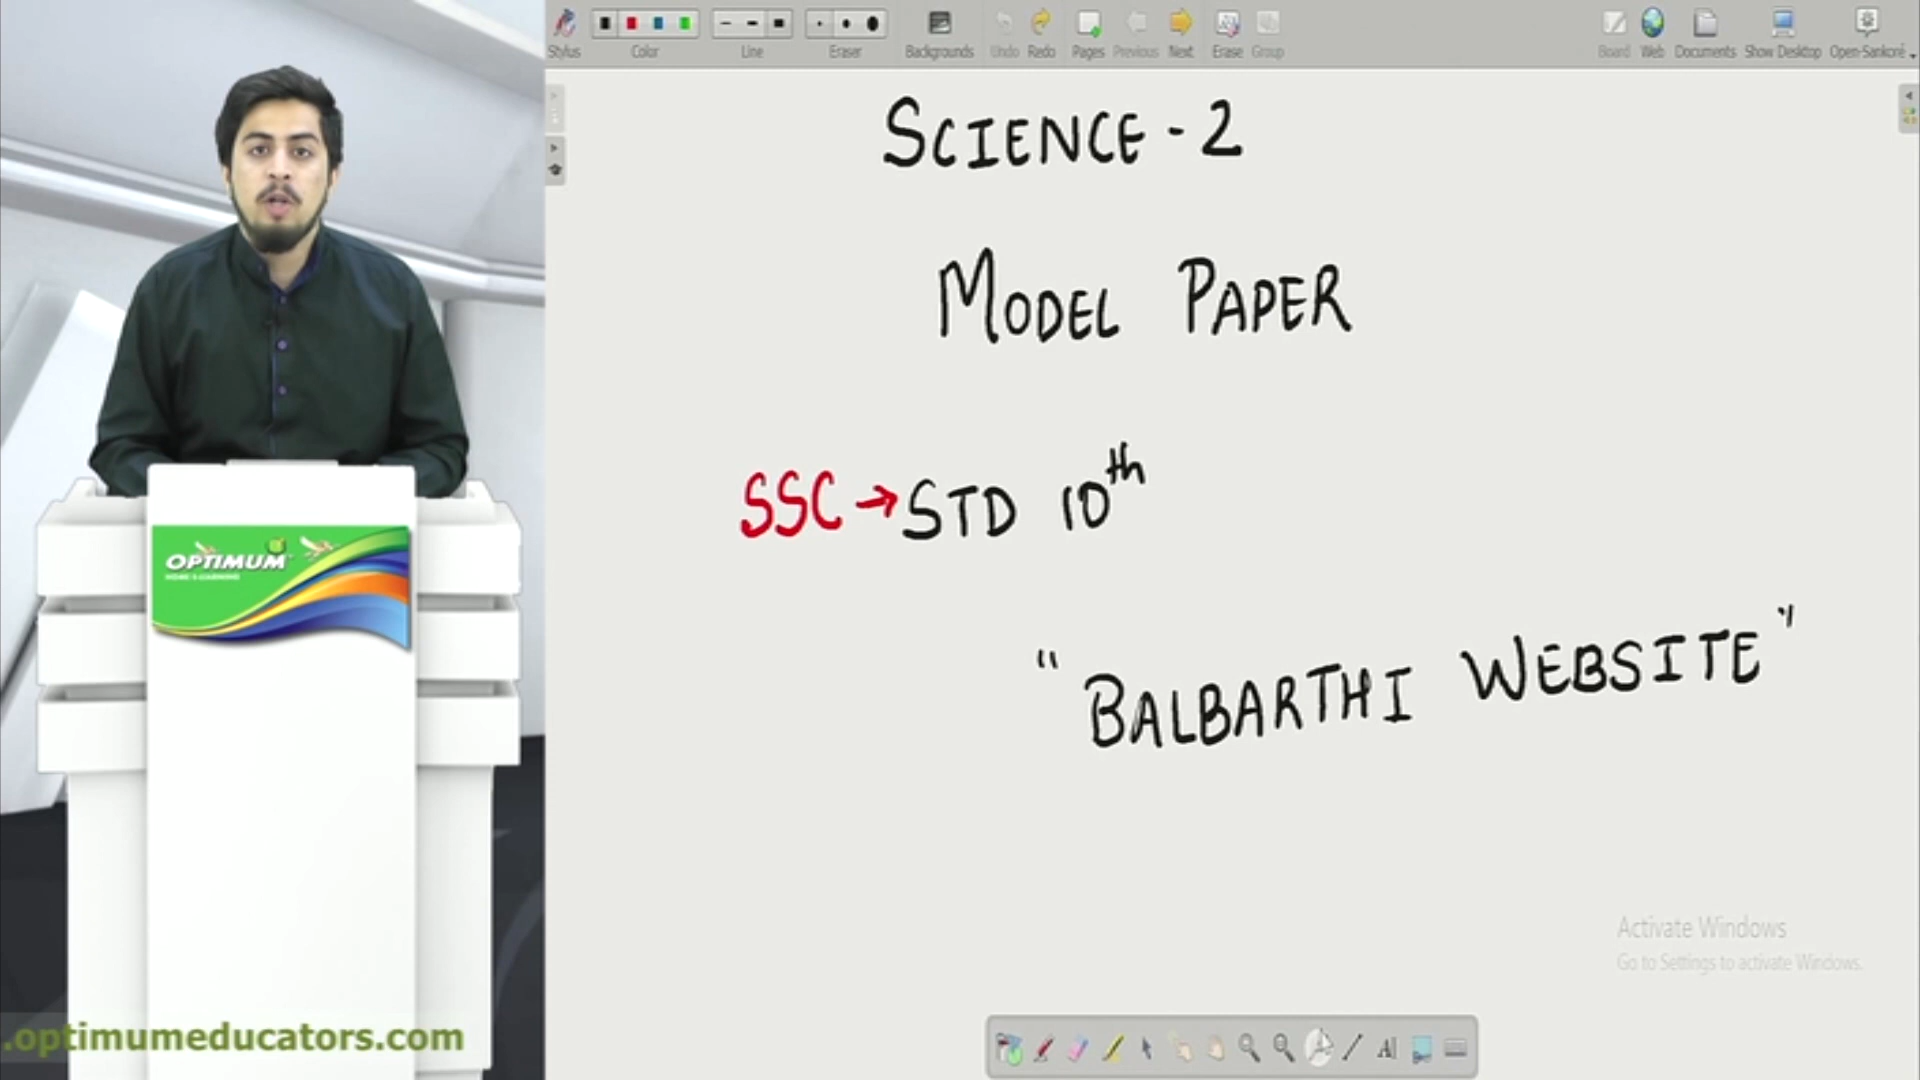 Stylus Color Line Eraser Backgrounds Undo Redo Pages Previous Next Erase Group Board Web Documents Show Desktop Open-Sankoré
SCIENCE - 2
MODEL PAPER
SSC → STD 10th
"BALBARTHI WEBSITE"
OPTIMUM
HOME E-LEARNING
Activate Windows
Go to Settings to activate Windows.
.optimumeducators.com